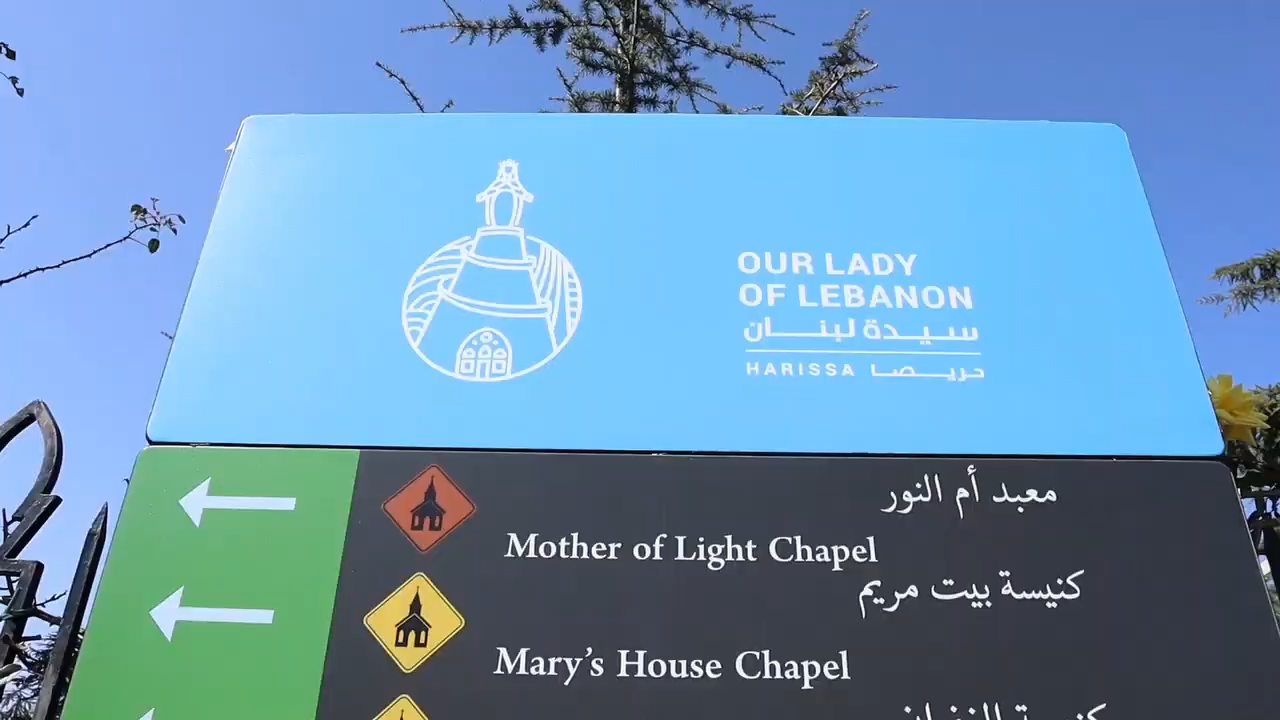 OUR LADY
OF LEBANON
سيدة لبنان
HARISSA حريصا
معبد أم النور
Mother of Light Chapel
كنيسة بيت مريم
Mary's House Chapel